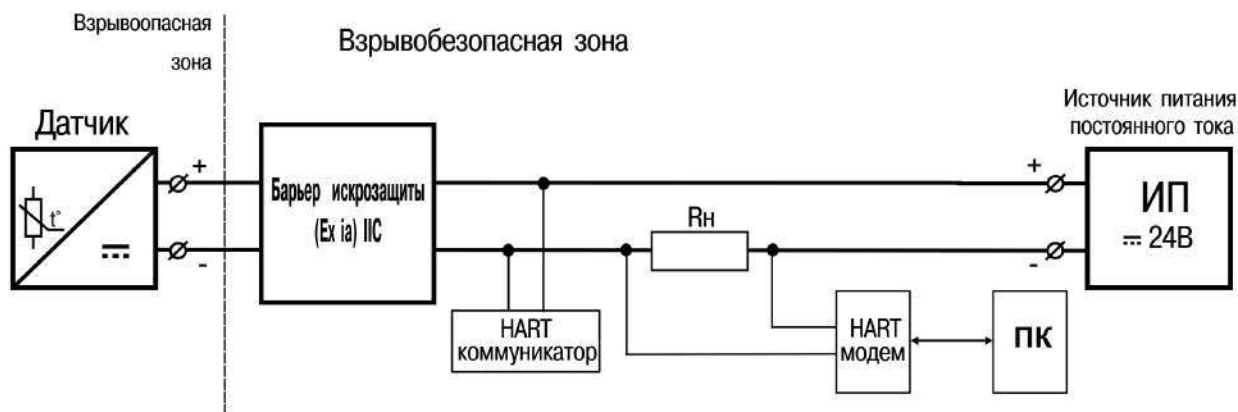 Взрывоопасная
зона
Взрывобезопасная зона
Датчик
t°
+
-
Барьер искрозащиты
(Ex ia) IIC
HART
коммуникатор
Rн
HART
модем
ПК
Источник питания
постоянного тока
+
-
ИП
24В